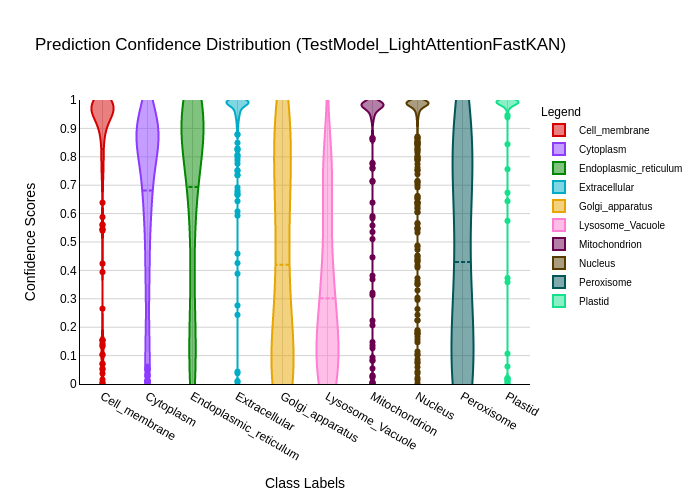 Prediction Confidence Distribution (TestModel_LightAttentionFastKAN)
Confidence Scores
1
0.9
0.8
0.7
0.6
0.5
0.4
0.3
0.2
0.1
0
Cell_membrane
Cytoplasm
Endoplasmic_reticulum
Extracellular
Golgi_apparatus
Lysosome_Vacuole
Mitochondrion
Nucleus
Peroxisome
Plastid
Class Labels
Legend
Cell_membrane
Cytoplasm
Endoplasmic_reticulum
Extracellular
Golgi_apparatus
Lysosome_Vacuole
Mitochondrion
Nucleus
Peroxisome
Plastid